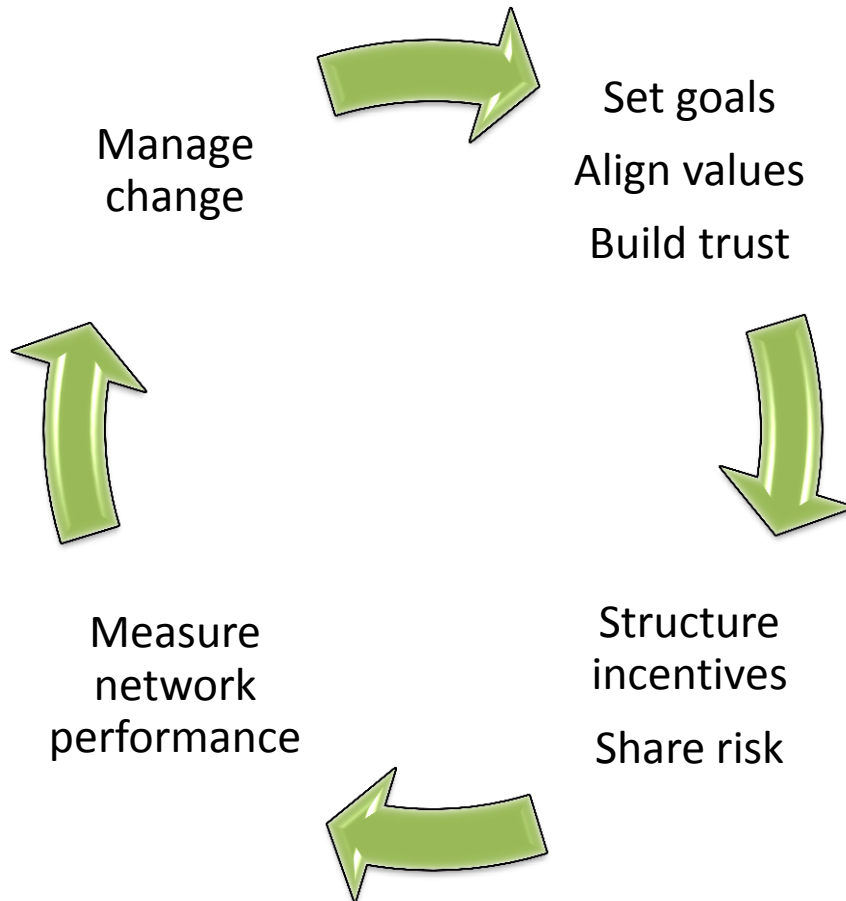 Set goals
Align values
Build trust
Structure
incentives
Share risk
Measure
network
performance
Manage
change